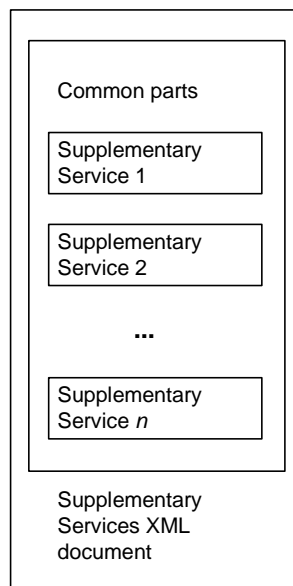 Common parts
Supplementary
Service 1
Supplementary
Service 2
...
Supplementary
Service n
Supplementary
Services XML
document